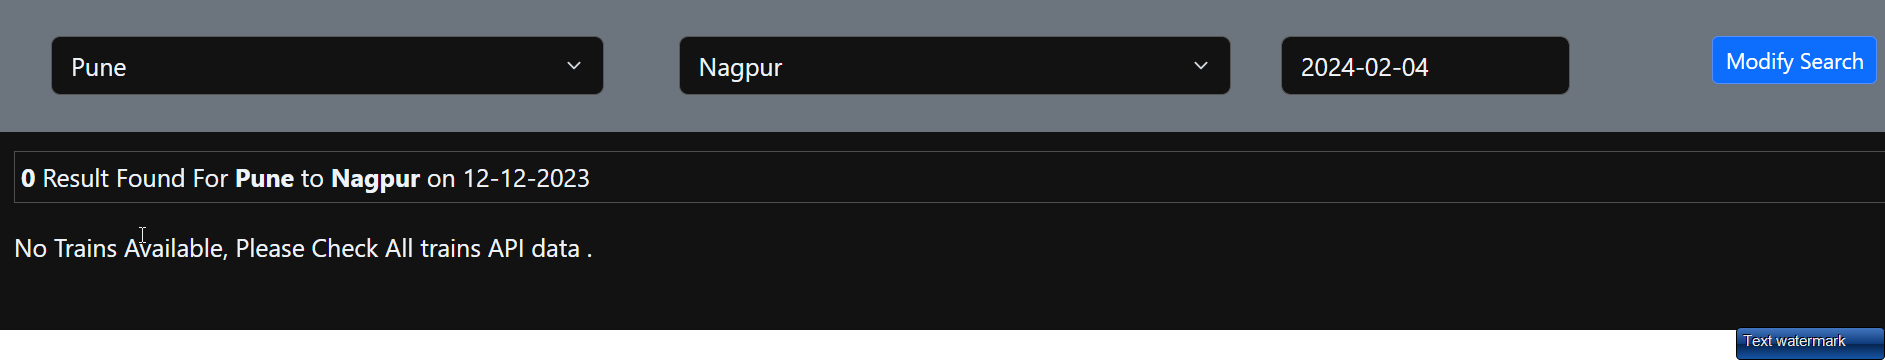 Pune
Nagpur
2024-02-04
Modify Search
0 Result Found For Pune to Nagpur on 12-12-2023
No Trains Available, Please Check All trains API data .
Text watermark